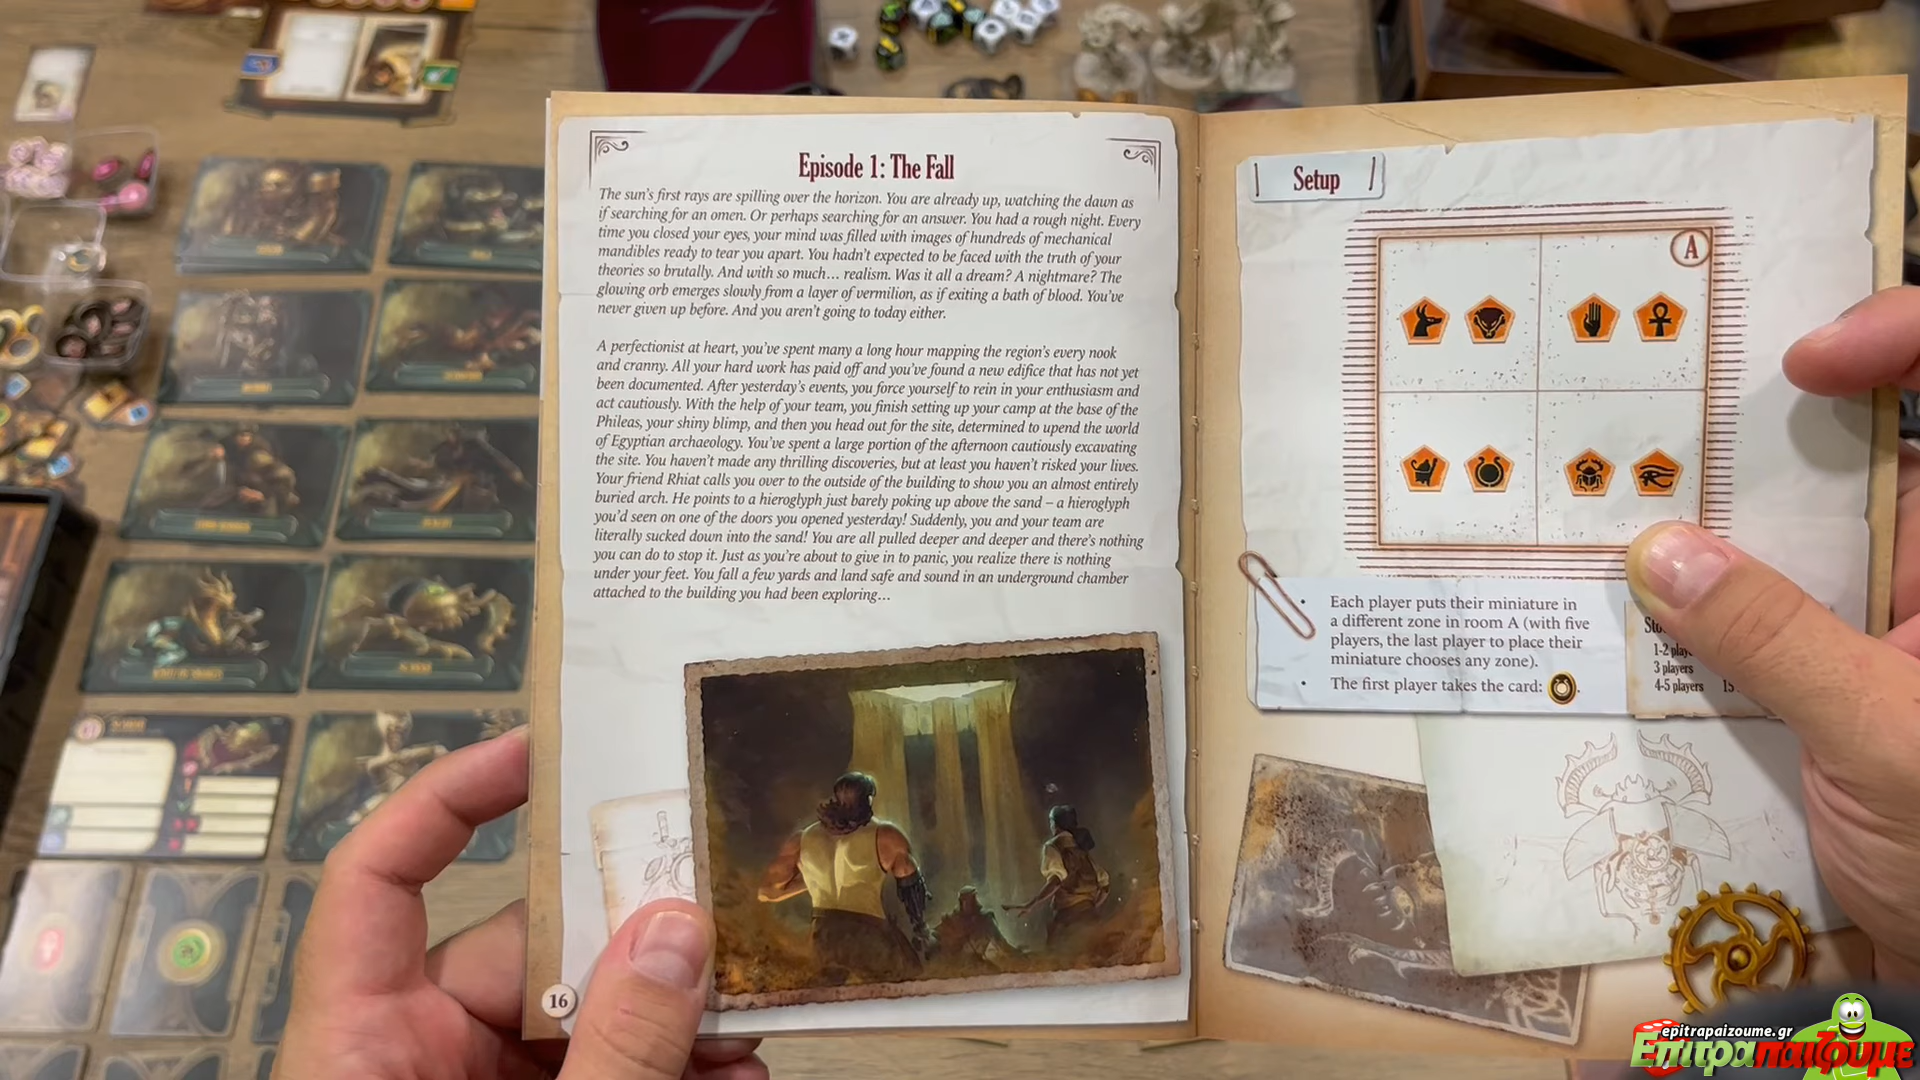 Episode 1: The Fall
The sun's first rays are spilling over the horizon. You are already up, watching the dawn as
if searching for an omen. Or perhaps searching for an answer. You had a rough night. Every
time you closed your eyes, your mind was filled with images of hundreds of mechanical
mandibles ready to tear you apart. You hadn't expected to be faced with the truth of your
theories so brutally. And with so much... realism. Was it all a dream? A nightmare? The
glowing orb emerges slowly from a layer of vermilion, as if exiting a bath of blood. You've
never given up before. And you aren't going to today either.
A perfectionist at heart, you've spent many a long hour mapping the region's every nook
and cranny. All your hard work has paid off and you've found a new edifice that has not yet
been documented. After yesterday's events, you force yourself to rein in your enthusiasm and
act cautiously. With the help of your team, you finish setting up your camp at the base of the
Phileas, your shiny blimp, and then you head out for the site, determined to upend the world
of Egyptian archaeology. You've spent a large portion of the afternoon cautiously excavating
the site. You haven't made any thrilling discoveries, but at least you haven't risked your lives.
Your friend Rhiat calls you over to the outside of the building to show you an almost entirely
buried arch. He points to a hieroglyph just barely poking up above the sand – a hieroglyph
you'd seen on one of the doors you opened yesterday! Suddenly, you and your team are
literally sucked down into the sand! You are all pulled deeper and deeper and there's nothing
you can do to stop it. Just as you're about to give in to panic, you realize there is nothing
under your feet. You fall a few yards and land safe and sound in an underground chamber
attached to the building you had been exploring...
16
Setup
A
• Each player puts their miniature in
a different zone in room A (with five
players, the last player to place their
miniature chooses any zone).
• The first player takes the card: .
1-2
3 players
4-5 players 15
epitrapaizoume.gr
Επιτραπαίζουμε